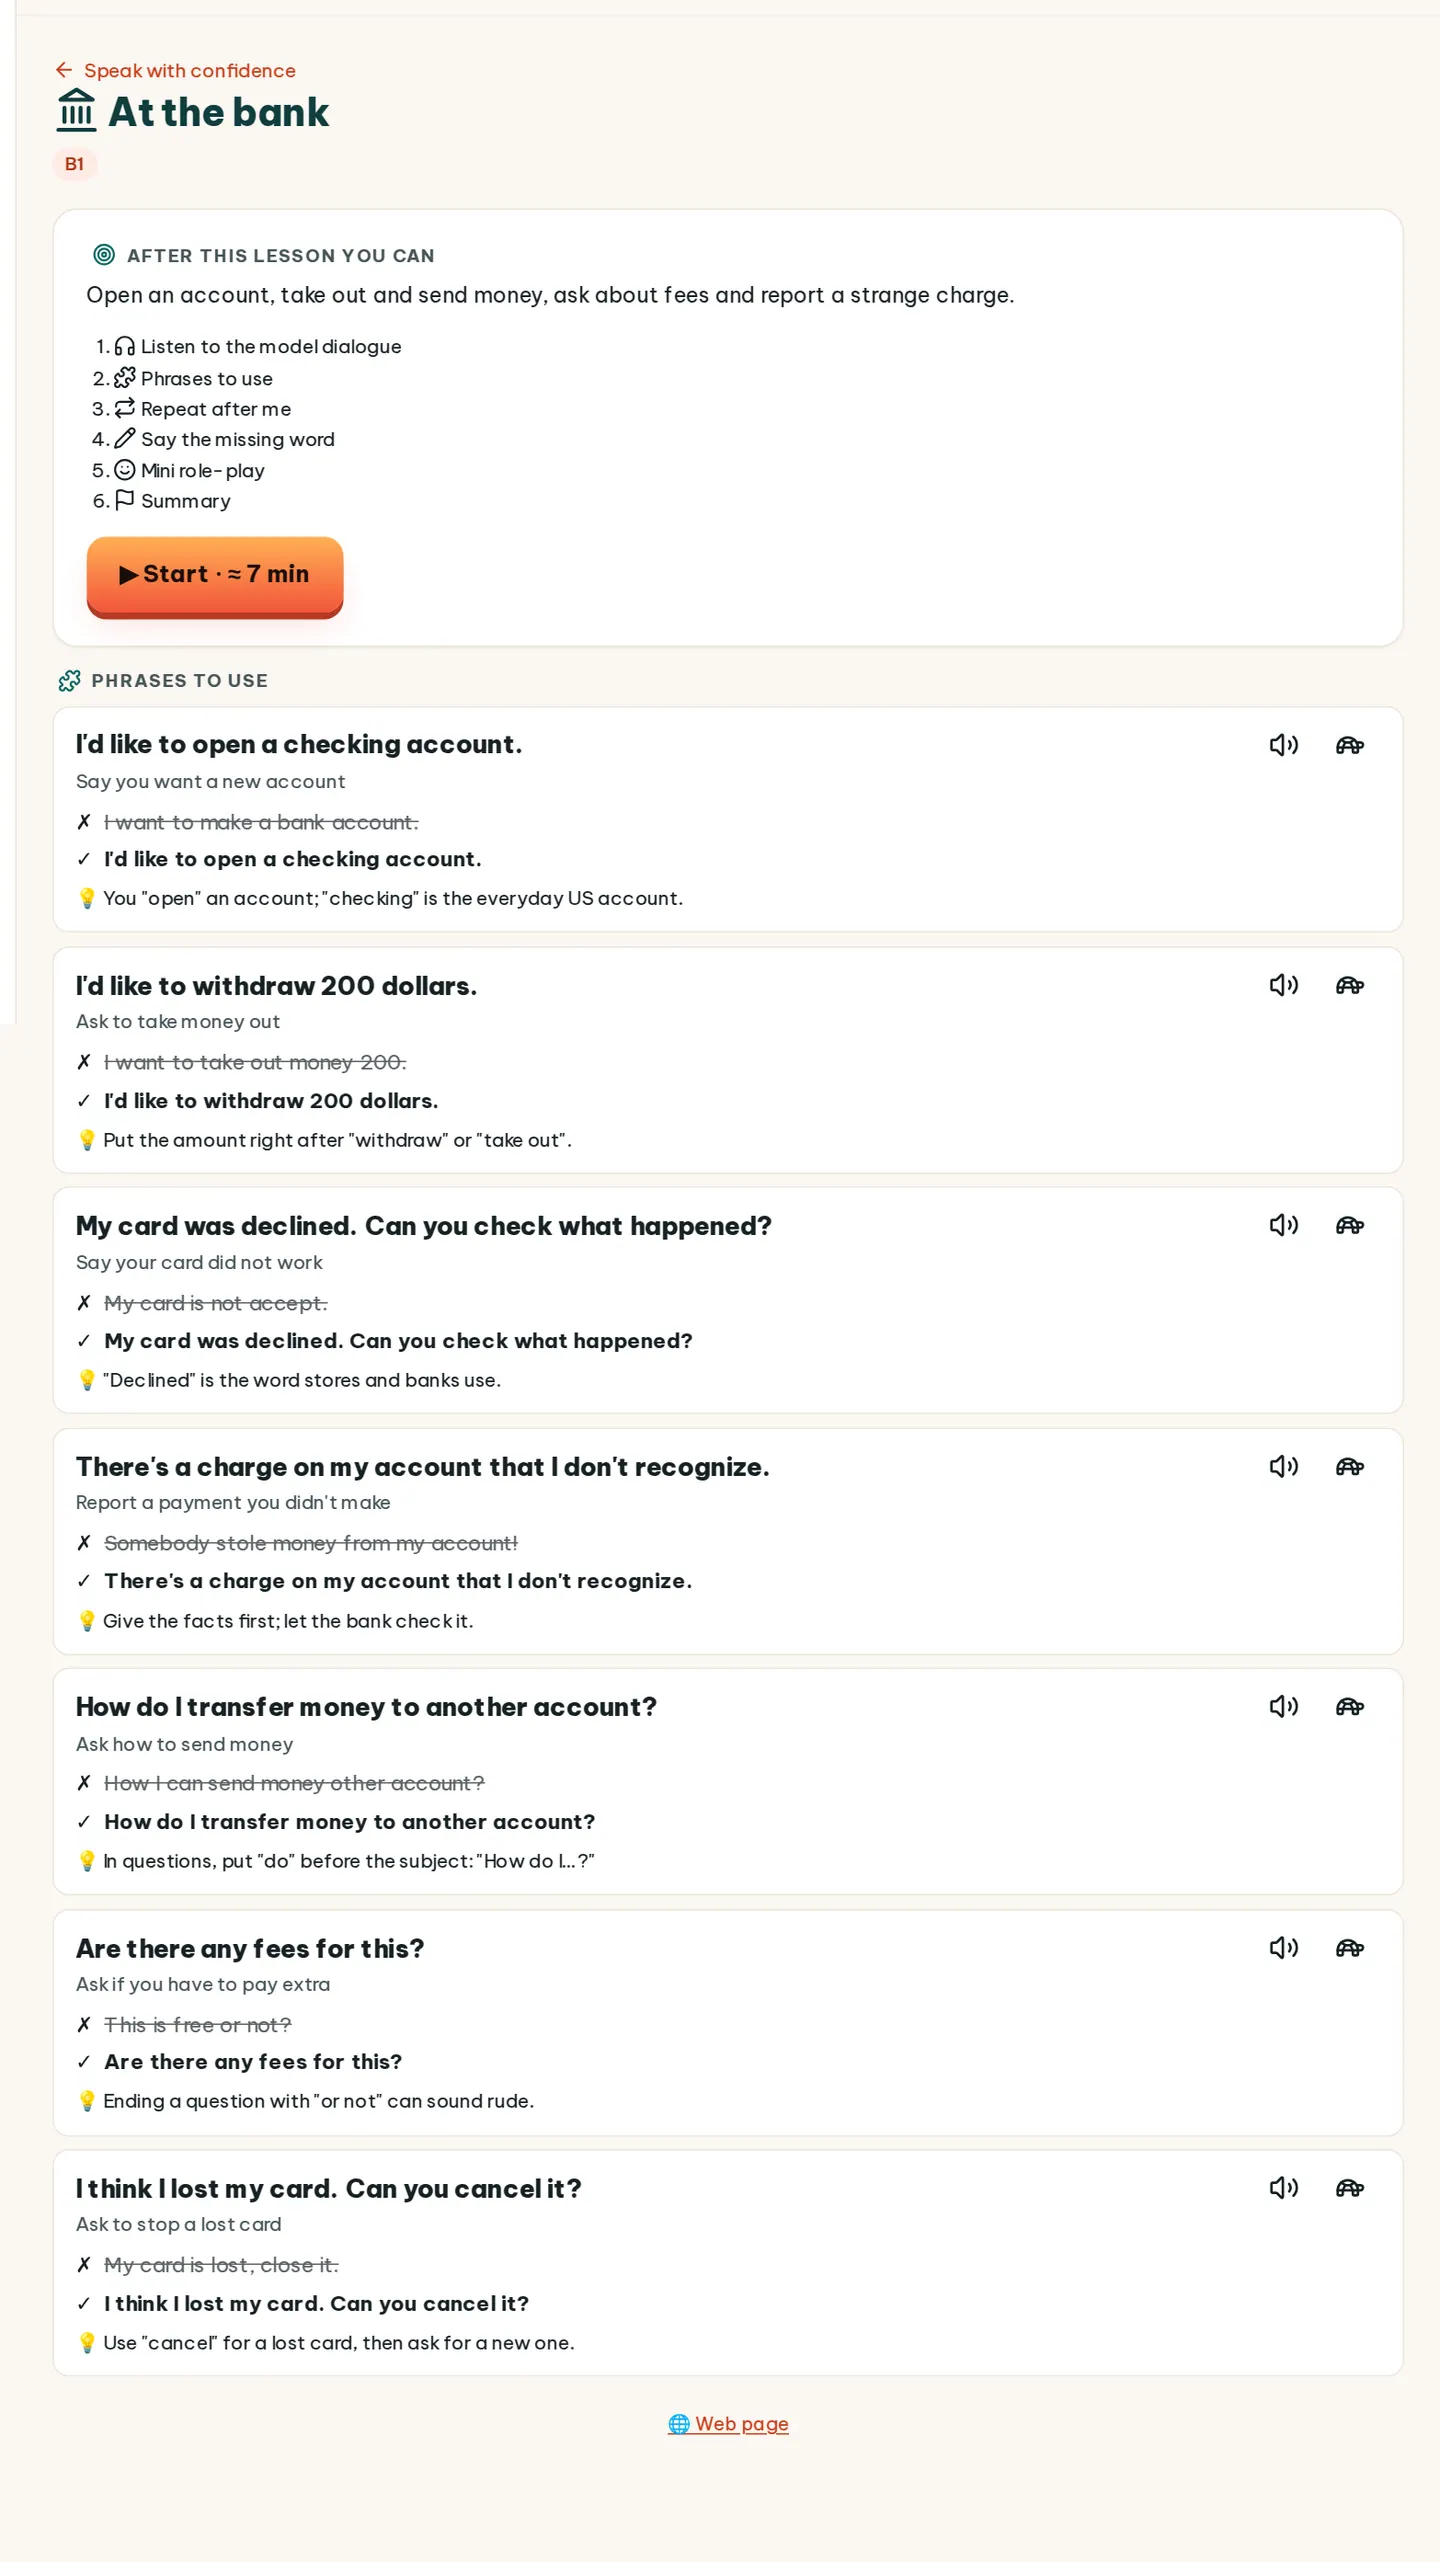 ← Speak with confidence
At the bank
B1
AFTER THIS LESSON YOU CAN
Open an account, take out and send money, ask about fees and report a strange charge.
1. Listen to the model dialogue
2. Phrases to use
3. Repeat after me
4. Say the missing word
5. Mini role-play
6. Summary
▶ Start · ≈ 7 min
PHRASES TO USE
I'd like to open a checking account.
Say you want a new account
✗ I want to make a bank account.
✓ I'd like to open a checking account.
💡 You "open" an account; "checking" is the everyday US account.
I'd like to withdraw 200 dollars.
Ask to take money out
✗ I want to take out money 200.
✓ I'd like to withdraw 200 dollars.
💡 Put the amount right after "withdraw" or "take out".
My card was declined. Can you check what happened?
Say your card did not work
✗ My card is not accept.
✓ My card was declined. Can you check what happened?
💡 "Declined" is the word stores and banks use.
There's a charge on my account that I don't recognize.
Report a payment you didn't make
✗ Somebody stole money from my account!
✓ There's a charge on my account that I don't recognize.
💡 Give the facts first; let the bank check it.
How do I transfer money to another account?
Ask how to send money
✗ How I can send money other account?
✓ How do I transfer money to another account?
💡 In questions, put "do" before the subject: "How do I…?"
Are there any fees for this?
Ask if you have to pay extra
✗ This is free or not?
✓ Are there any fees for this?
💡 Ending a question with "or not" can sound rude.
I think I lost my card. Can you cancel it?
Ask to stop a lost card
✗ My card is lost, close it.
✓ I think I lost my card. Can you cancel it?
💡 Use "cancel" for a lost card, then ask for a new one.
🌐 Web page